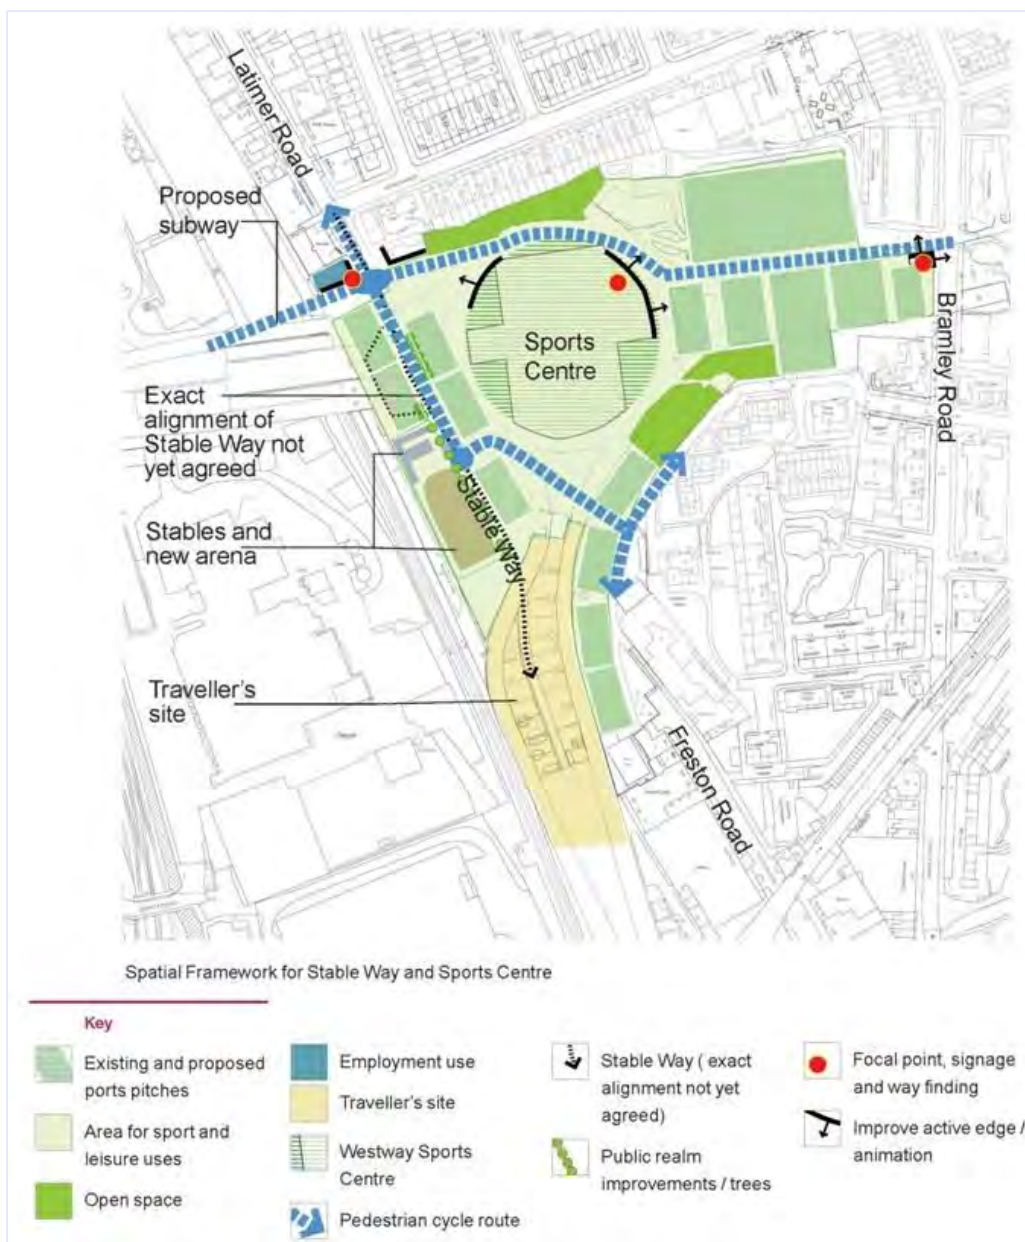 Latimer Road
Proposed
subway
Sports
Centre
Bramley Road
Exact
alignment of
Stable Way not
yet agreed
Stable Way
Stables and
new arena
Traveller's
site
Freston Road
Spatial Framework for Stable Way and Sports Centre
Key
Existing and proposed
ports pitches
Area for sport and
leisure uses
Open space
Employment use
Traveller's site
Westway Sports
Centre
Pedestrian cycle route
Stable Way ( exact
alignment not yet
agreed)
Public realm
improvements / trees
Focal point, signage
and way finding
Improve active edge /
animation